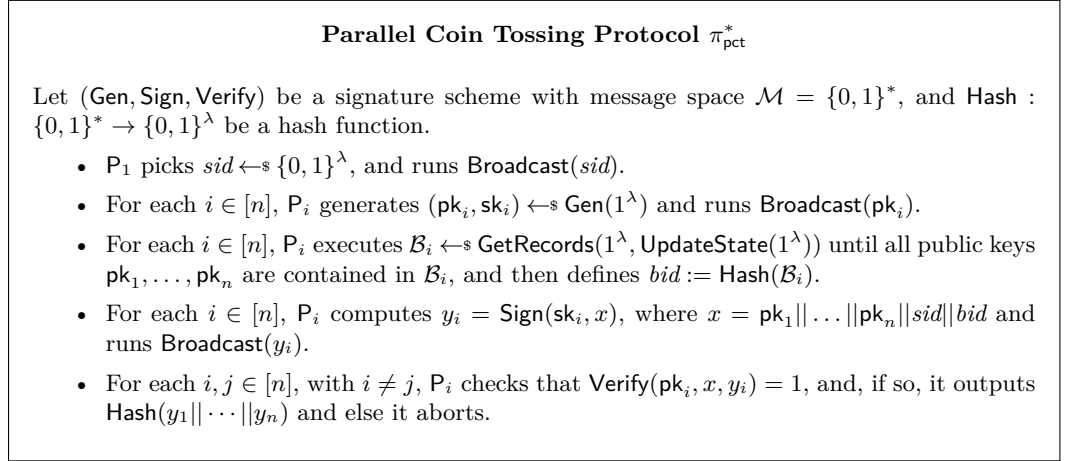 Parallel Coin Tossing Protocol π*pct
Let (Gen, Sign, Verify) be a signature scheme with message space ℳ = {0, 1}*, and Hash :
{0, 1}* → {0, 1}^λ be a hash function.
• P₁ picks sid ←$ {0, 1}^λ, and runs Broadcast(sid).
• For each i ∈ [n], Pᵢ generates (pkᵢ, skᵢ) ←$ Gen(1^λ) and runs Broadcast(pkᵢ).
• For each i ∈ [n], Pᵢ executes ℬᵢ ←$ GetRecords(1^λ, UpdateState(1^λ)) until all public keys
pk₁, . . . , pkₙ are contained in ℬᵢ, and then defines bid := Hash(ℬᵢ).
• For each i ∈ [n], Pᵢ computes yᵢ = Sign(skᵢ, x), where x = pk₁|| . . . ||pkₙ||sid||bid and
runs Broadcast(yᵢ).
• For each i, j ∈ [n], with i ≠ j, Pᵢ checks that Verify(pkᵢ, x, yᵢ) = 1, and, if so, it outputs
Hash(y₁|| · · · ||yₙ) and else it aborts.